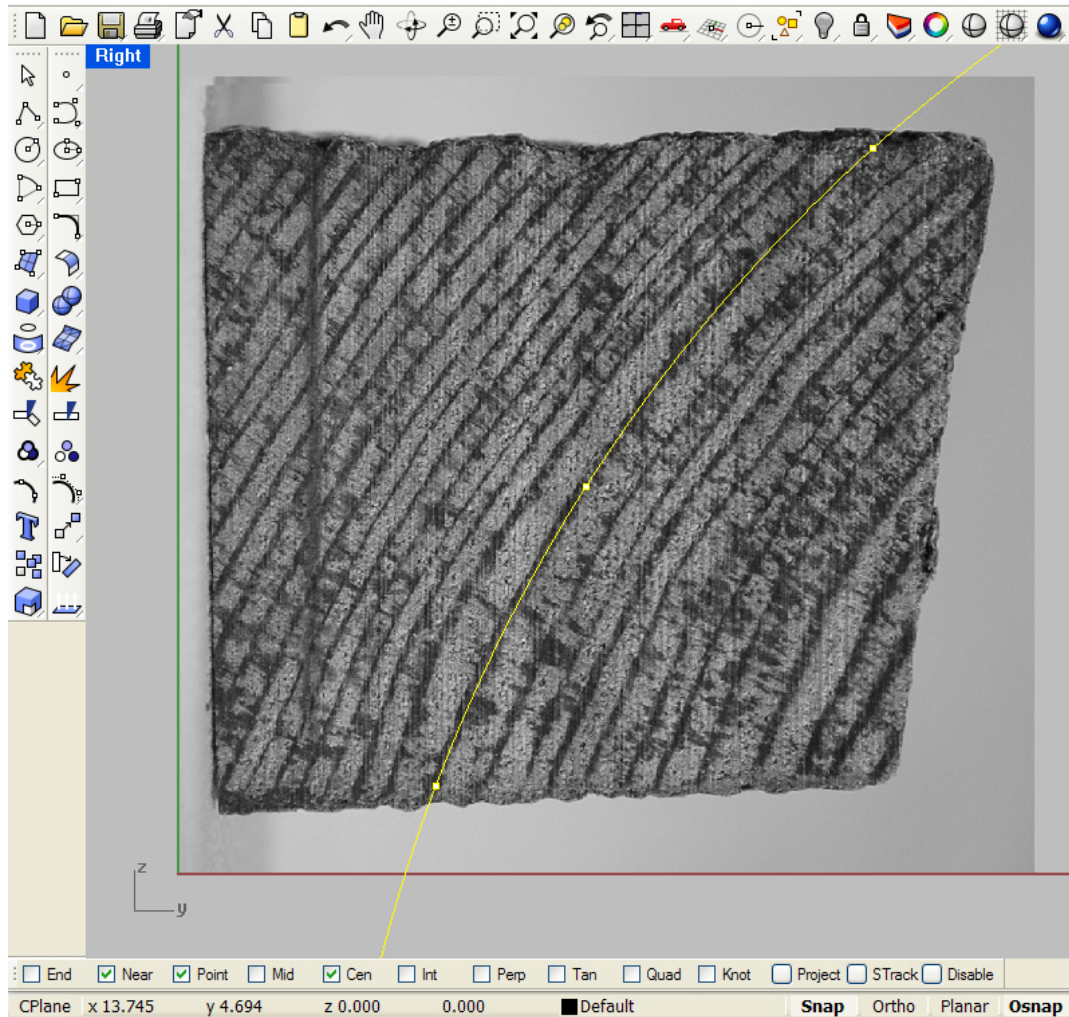 Right
z
y
End Near Point Mid Cen Int Perp Tan Quad Knot Project STrack Disable
CPlane x 13.745 y 4.694 z 0.000 0.000 Default Snap Ortho Planar Osnap